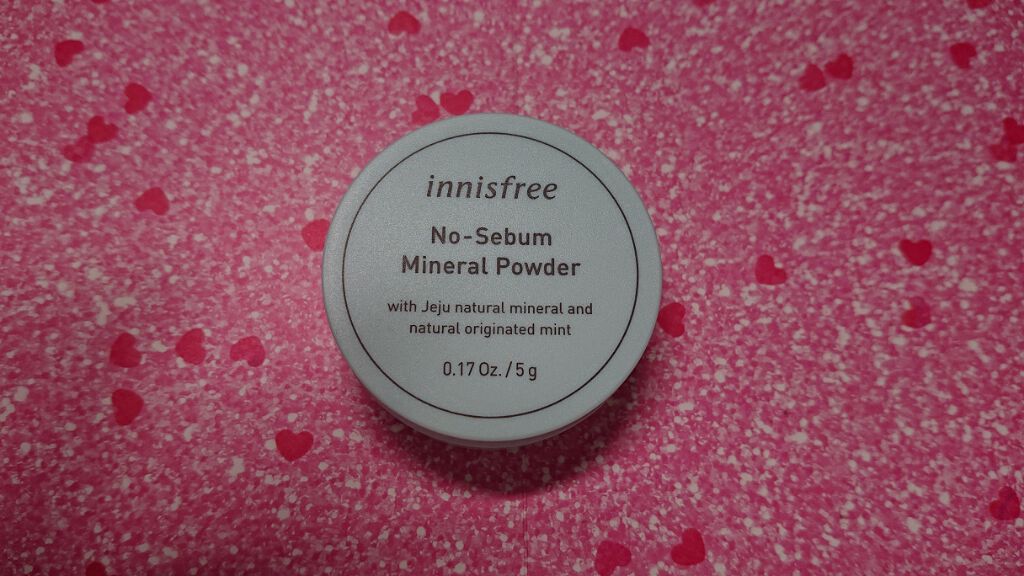 innisfree
No-Sebum
Mineral Powder
with Jeju natural mineral and
natural originated mint
0.17 Oz. / 5 g